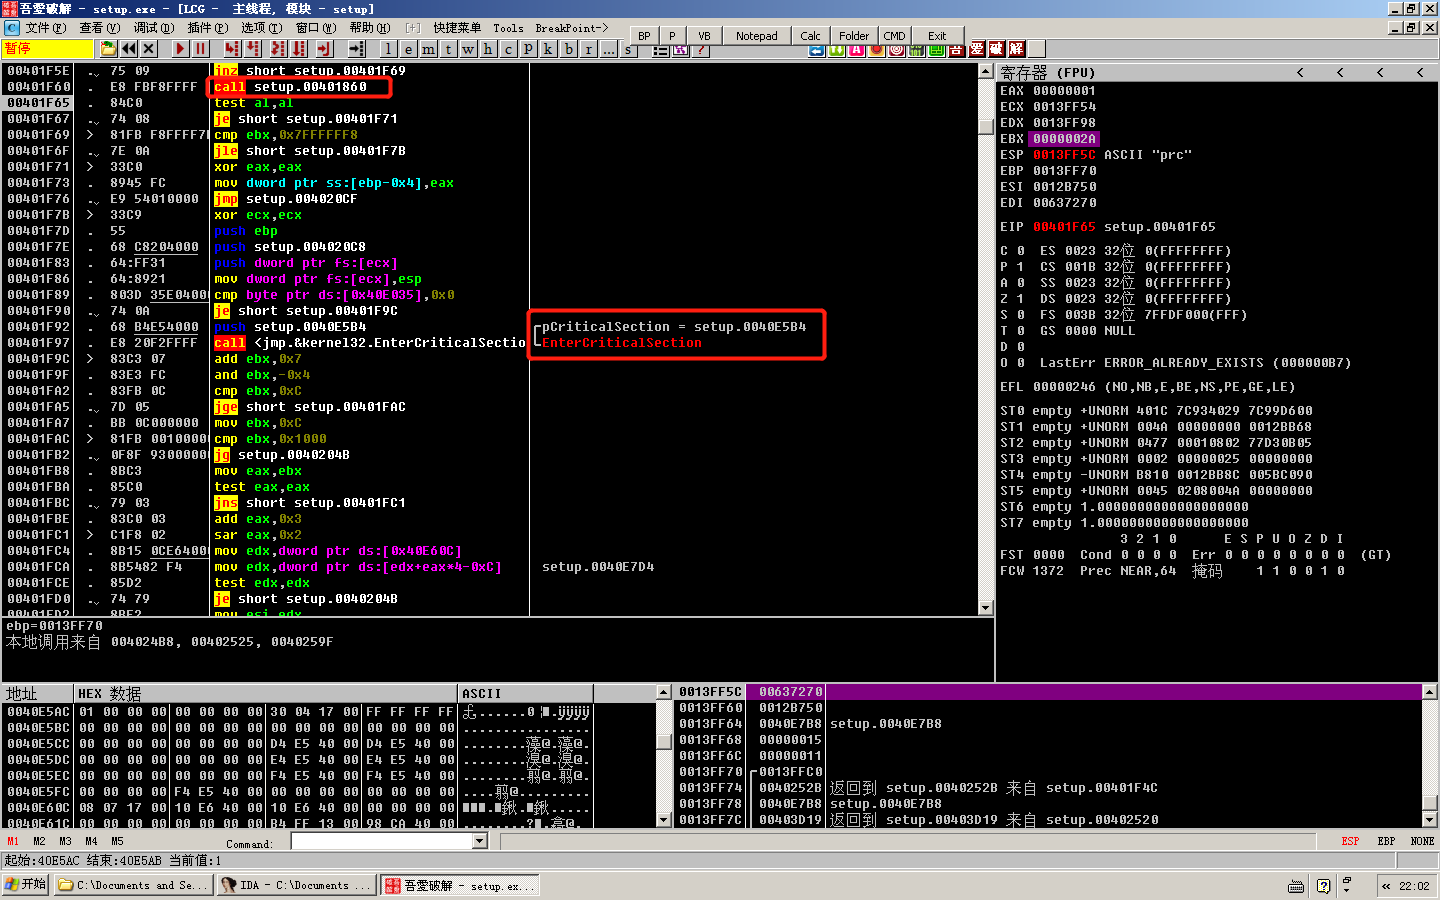 吾爱破解 - setup.exe - [LCG - 主线程, 模块 - setup]
文件(F) 查看(V) 调试(D) 插件(P) 选项(T) 窗口(W) 帮助(H) [+] 快捷菜单 Tools BreakPoint->
BP P VB Notepad Calc Folder CMD Exit
暂停 l e m t w h c p k b r ... s
00401F5E 75 09 jnz short setup.00401F69
00401F60 E8 FBF8FFFF call setup.00401860
00401F65 84C0 test al,al
00401F67 74 08 je short setup.00401F71
00401F69 > 81FB F8FFFF7 cmp ebx,0x7FFFFFF8
00401F6F 7E 0A jle short setup.00401F7B
00401F71 > 33C0 xor eax,eax
00401F73 . 8945 FC mov dword ptr ss:[ebp-0x4],eax
00401F76 . E9 54010000 jmp setup.004020CF
00401F7B > 33C9 xor ecx,ecx
00401F7D . 55 push ebp
00401F7E . 68 C8204000 push setup.004020C8
00401F83 . 64:FF31 push dword ptr fs:[ecx]
00401F86 . 64:8921 mov dword ptr fs:[ecx],esp
00401F89 . 803D 35E04000 cmp byte ptr ds:[0x40E035],0x0
00401F90 74 0A je short setup.00401F9C
00401F92 . 68 B4E54000 push setup.0040E5B4 pCriticalSection = setup.0040E5B4
00401F97 . E8 20F2FFFF call <jmp.&kernel32.EnterCriticalSectio EnterCriticalSection
00401F9C > 83C3 07 add ebx,0x7
00401F9F . 83E3 FC and ebx,-0x4
00401FA2 . 83FB 0C cmp ebx,0xC
00401FA5 7D 05 jge short setup.00401FAC
00401FA7 . BB 0C000000 mov ebx,0xC
00401FAC > 81FB 00100000 cmp ebx,0x1000
00401FB2 0F8F 93000000 jg setup.0040204B
00401FB8 . 8BC3 mov eax,ebx
00401FBA . 85C0 test eax,eax
00401FBC 79 03 jns short setup.00401FC1
00401FBE . 83C0 03 add eax,0x3
00401FC1 > C1F8 02 sar eax,0x2
00401FC4 . 8B15 0CE64000 mov edx,dword ptr ds:[0x40E60C]
00401FCA . 8B5482 F4 mov edx,dword ptr ds:[edx+eax*4-0xC] setup.0040E7D4
00401FCE . 85D2 test edx,edx
00401FD0 74 79 je short setup.0040204B
00401FD2 . 8BF2 mov esi,edx
ebp=0013FF70
本地调用来自 004024B8, 00402525, 0040259F
寄存器 (FPU) < < < <
EAX 00000001
ECX 0013FF54
EDX 0013FF98
EBX 0000002A
ESP 0013FF5C ASCII "prc"
EBP 0013FF70
ESI 0012B750
EDI 00637270
EIP 00401F65 setup.00401F65
C 0 ES 0023 32位 0(FFFFFFFF)
P 1 CS 001B 32位 0(FFFFFFFF)
A 0 SS 0023 32位 0(FFFFFFFF)
Z 1 DS 0023 32位 0(FFFFFFFF)
S 0 FS 003B 32位 7FFDF000(FFF)
T 0 GS 0000 NULL
D 0
O 0 LastErr ERROR_ALREADY_EXISTS (000000B7)
EFL 00000246 (NO,NB,E,BE,NS,PE,GE,LE)
ST0 empty +UNORM 401C 7C934029 7C99D600
ST1 empty +UNORM 004A 00000000 0012BB68
ST2 empty +UNORM 0477 00010802 77D30B05
ST3 empty +UNORM 0002 00000025 00000000
ST4 empty -UNORM B810 0012BB8C 005BC090
ST5 empty +UNORM 0045 0208004A 00000000
ST6 empty 1.0000000000000000000
ST7 empty 1.0000000000000000000
3 2 1 0 E S P U O Z D I
FST 0000 Cond 0 0 0 0 Err 0 0 0 0 0 0 0 0 (GT)
FCW 1372 Prec NEAR,64 掩码 1 1 0 0 1 0
地址 HEX 数据 ASCII
0040E5AC 01 00 00 00 00 00 00 00 30 04 17 00 FF FF FF FF
0040E5BC 00 00 00 00 00 00 00 00 00 00 00 00 00 00 00 00 ................
0040E5CC 00 00 00 00 00 00 00 00 D4 E5 40 00 D4 E5 40 00 ........藻@.藻@.
0040E5DC 00 00 00 00 00 00 00 00 E4 E5 40 00 E4 E5 40 00
0040E5EC 00 00 00 00 00 00 00 00 F4 E5 40 00 F4 E5 40 00 ........翦@.翦@.
0040E5FC 00 00 00 00 F4 E5 40 00 00 00 00 00 00 00 00 00 ....翦@.........
0040E60C 08 07 17 00 10 E6 40 00 10 E6 40 00 00 00 00 00
0040E61C 00 00 00 00 00 00 00 00 B4 FF 13 00 98 CA 40 00
0013FF5C 00637270
0013FF60 0012B750
0013FF64 0040E7B8 setup.0040E7B8
0013FF68 00000015
0013FF6C 00000011
0013FF70 0013FFC0
0013FF74 0040252B 返回到 setup.0040252B 来自 setup.00401F4C
0013FF78 0040E7B8 setup.0040E7B8
0013FF7C 00403D19 返回到 setup.00403D19 来自 setup.00402520
M1 M2 M3 M4 M5 Command: ESP EBP NONE
起始:40E5AC 结束:40E5AB 当前值:1
开始 C:\Documents and Se... IDA - C:\Documents ... 吾爱破解 - setup.ex... « 22:02